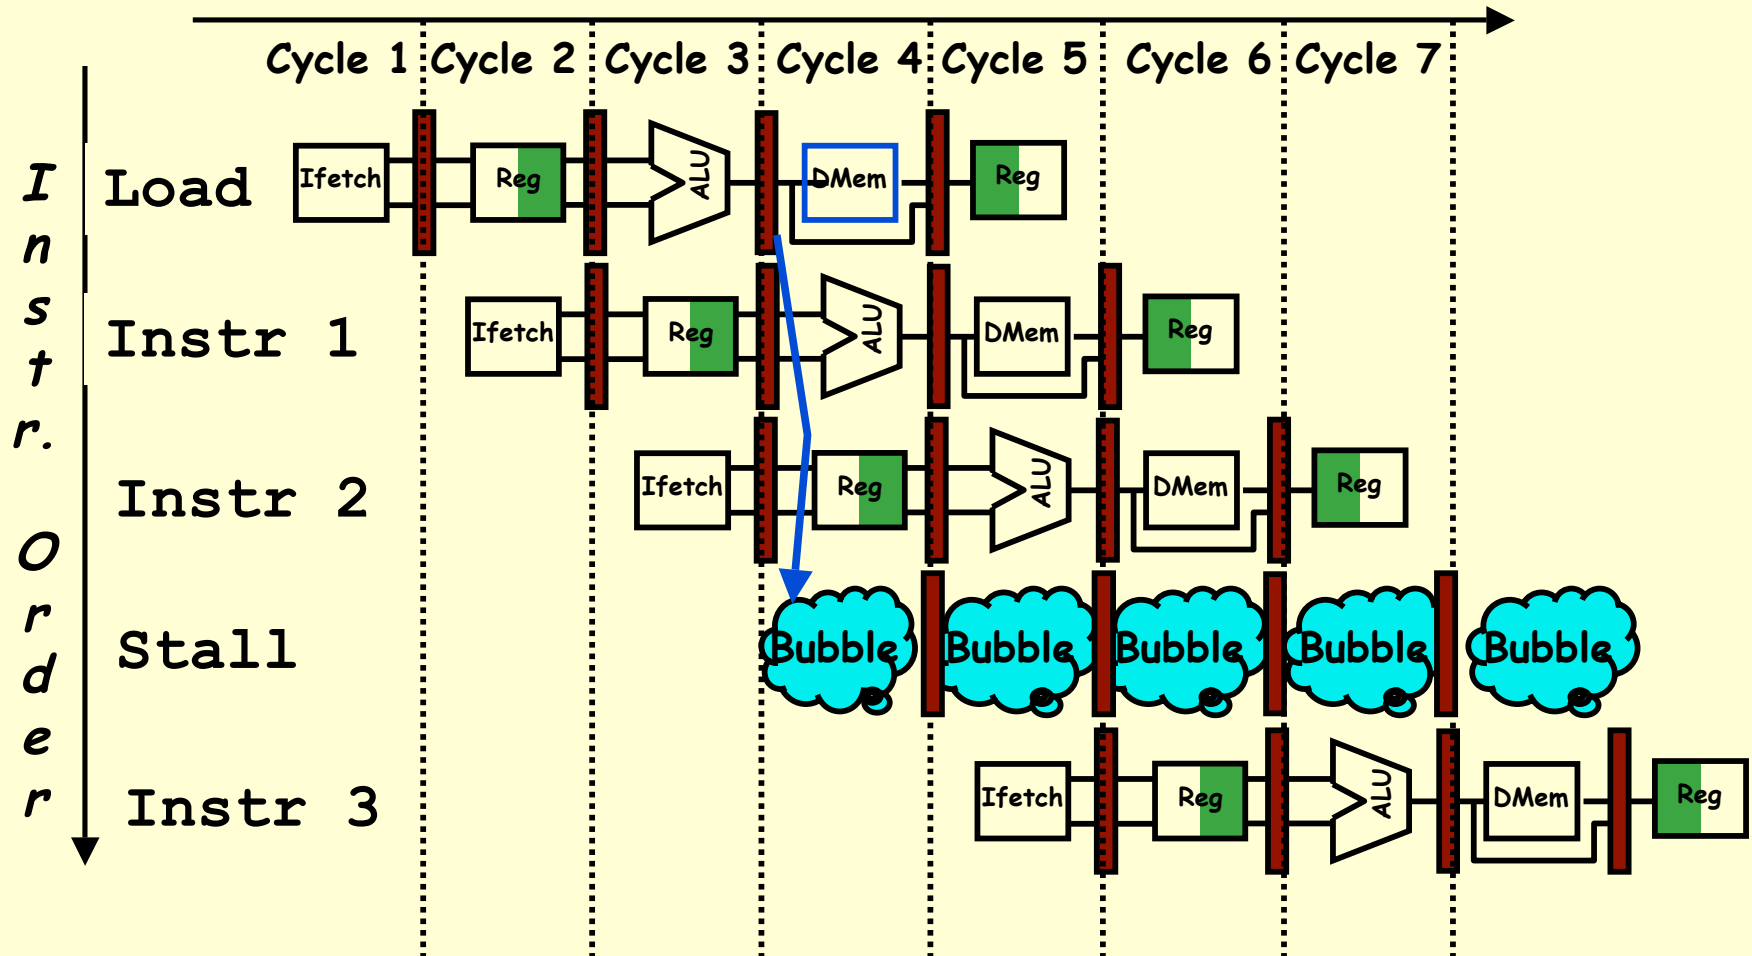 Cycle 1 Cycle 2 Cycle 3 Cycle 4 Cycle 5 Cycle 6 Cycle 7
Instr. Order
Load Ifetch Reg ALU DMem Reg
Instr 1 Ifetch Reg ALU DMem Reg
Instr 2 Ifetch Reg ALU DMem Reg
Stall Bubble Bubble Bubble Bubble Bubble
Instr 3 Ifetch Reg ALU DMem Reg